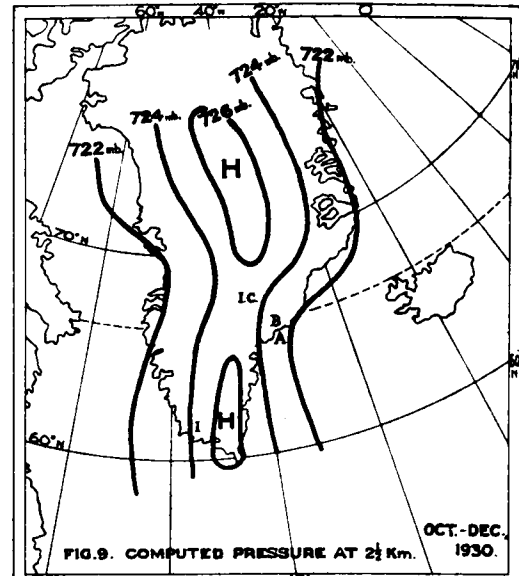 60°W 40°W 20°W 0
724 mb. 722 mb.
724 mb. 726 mb.
722 mb.
H
70°N
I.C.
B
A
H
I
60°N
OCT.-DEC.
FIG.9. COMPUTED PRESSURE AT 2½ Km. 1930.